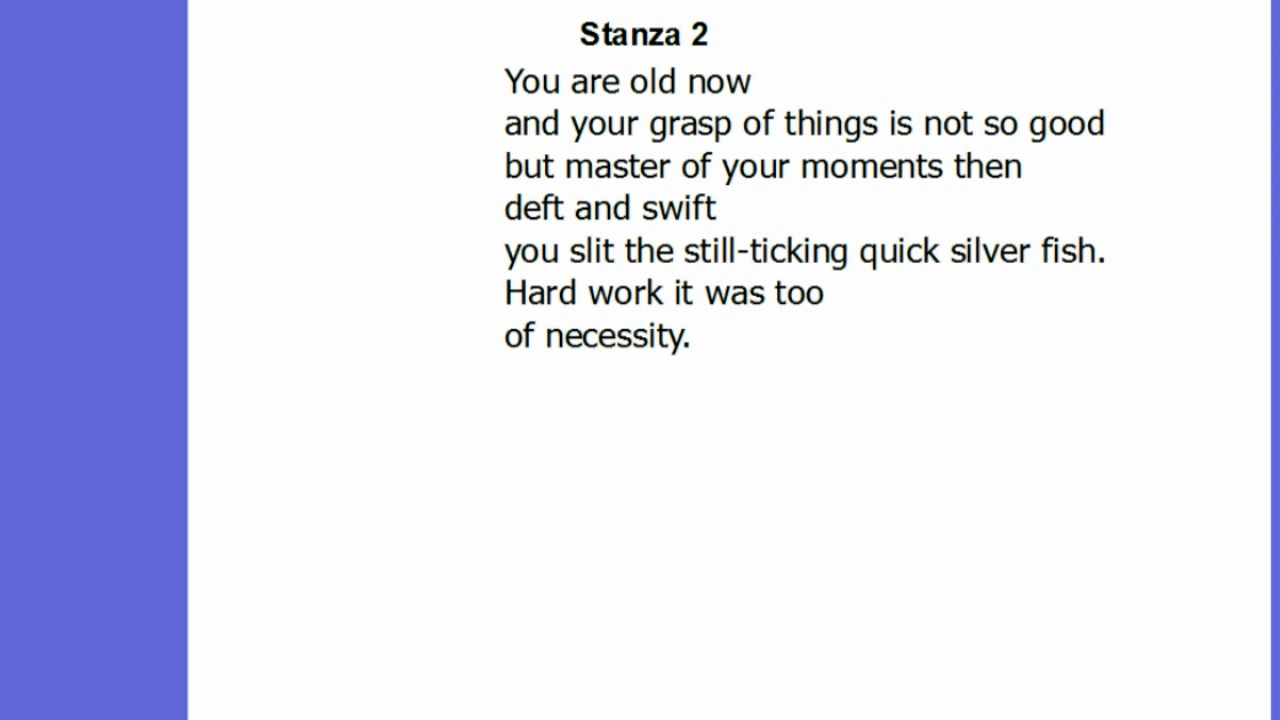 Stanza 2
You are old now
and your grasp of things is not so good
but master of your moments then
deft and swift
you slit the still-ticking quick silver fish.
Hard work it was too
of necessity.